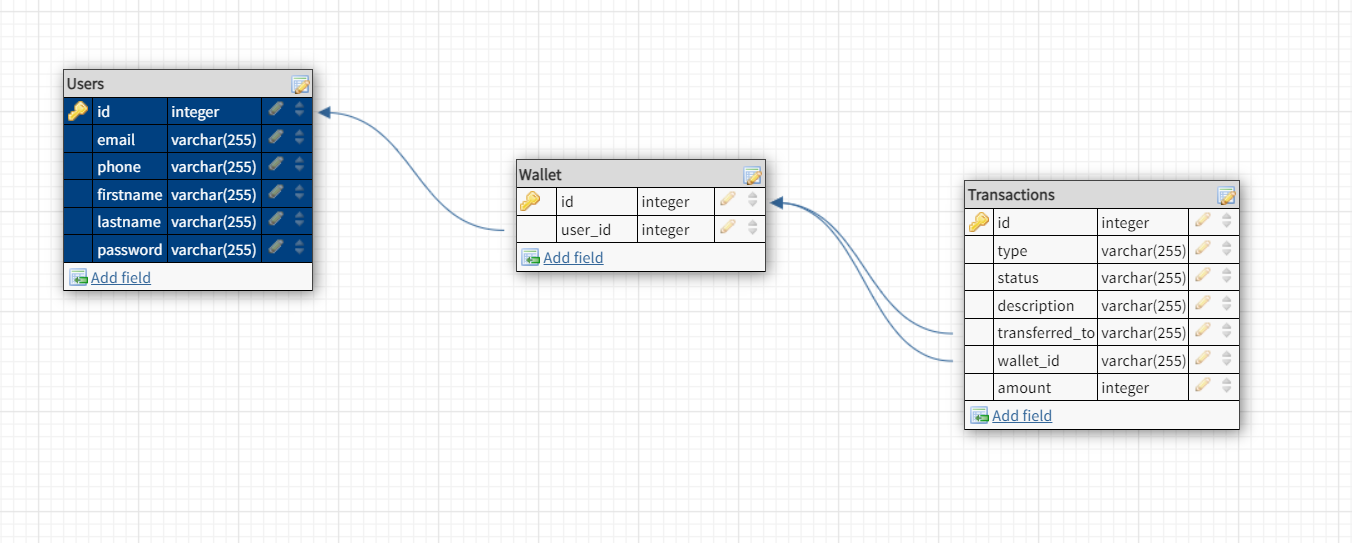 Users
id integer
email varchar(255)
phone varchar(255)
firstname varchar(255)
lastname varchar(255)
password varchar(255)
Add field
Wallet
id integer
user_id integer
Add field
Transactions
id integer
type varchar(255)
status varchar(255)
description varchar(255)
transferred_to varchar(255)
wallet_id varchar(255)
amount integer
Add field